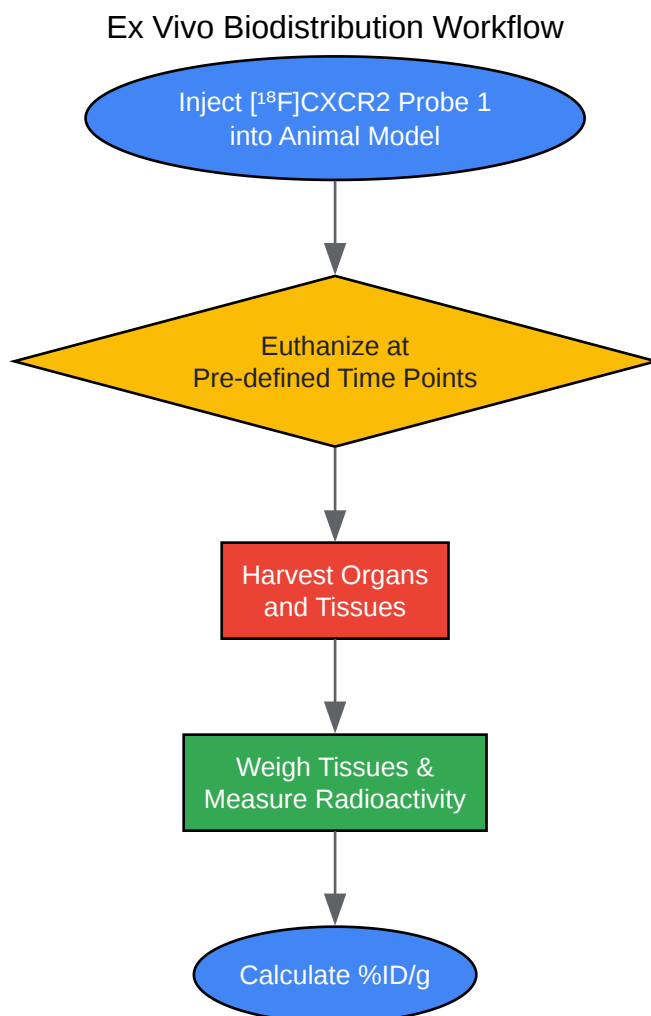 Ex Vivo Biodistribution Workflow
Inject [¹⁸F]CXCR2 Probe 1
into Animal Model
Euthanize at
Pre-defined Time Points
Harvest Organs
and Tissues
Weigh Tissues &
Measure Radioactivity
Calculate %ID/g